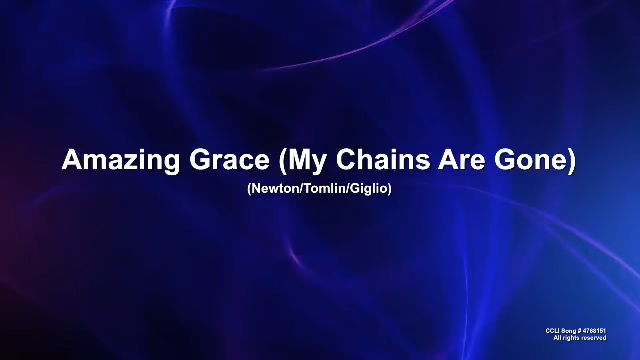 Amazing Grace (My Chains Are Gone)
(Newton/Tomlin/Giglio)
CCLI Song # 4768151
All rights reserved